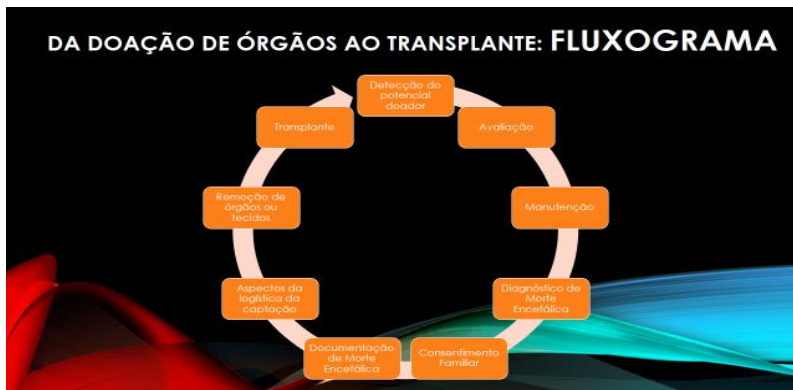 DA DOAÇÃO DE ÓRGÃOS AO TRANSPLANTE: FLUXOGRAMA
Detecção do
potencial
doador
Avaliação
Manutenção
Diagnóstico de
Morte
Encefálica
Consentimento
Familiar
Documentação
de Morte
Encefálica
Aspectos da
logística da
captação
Remoção de
órgãos ou
tecidos
Transplante